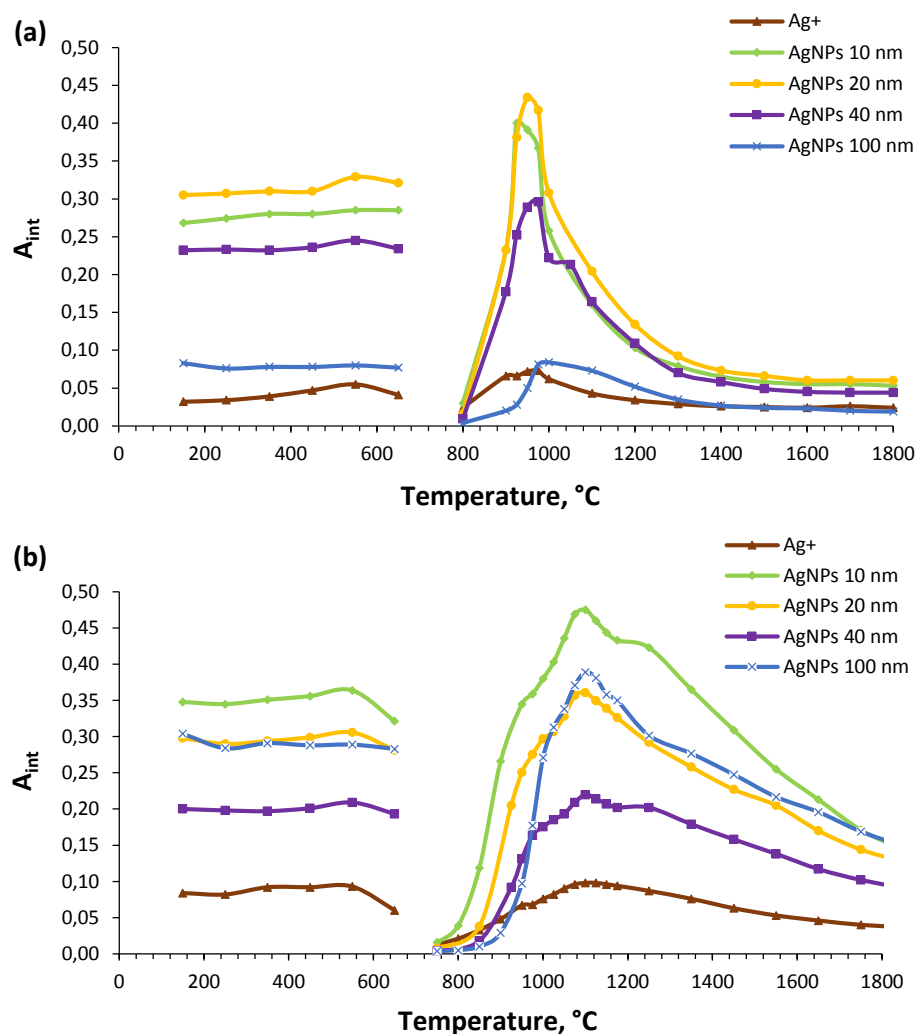 (a)
0,50
0,45
0,40
0,35
0,30
0,25
0,20
0,15
0,10
0,05
0,00
A_int
0 200 400 600 800 1000 1200 1400 1600 1800
Temperature, °C
Ag+
AgNPs 10 nm
AgNPs 20 nm
AgNPs 40 nm
AgNPs 100 nm
(b)
0,50
0,45
0,40
0,35
0,30
0,25
0,20
0,15
0,10
0,05
0,00
A_int
0 200 400 600 800 1000 1200 1400 1600 1800
Temperature, °C
Ag+
AgNPs 10 nm
AgNPs 20 nm
AgNPs 40 nm
AgNPs 100 nm